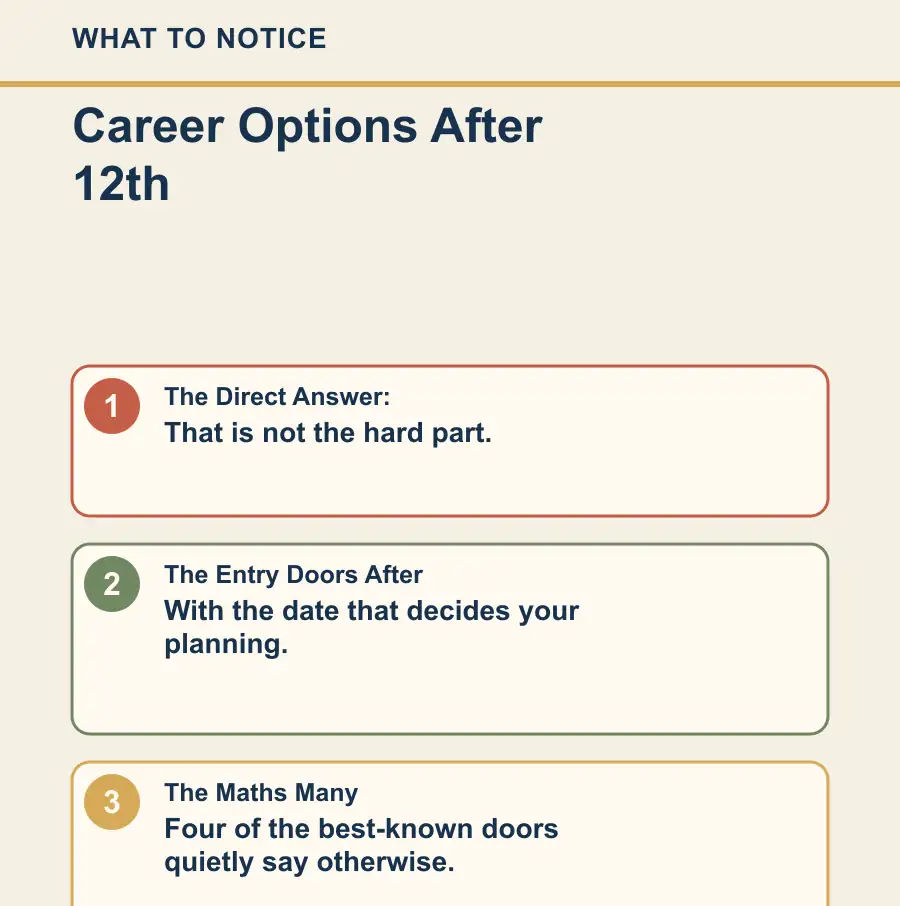 WHAT TO NOTICE
Career Options After
12th
1
The Direct Answer:
That is not the hard part.
2
The Entry Doors After
With the date that decides your
planning.
3
The Maths Many
Four of the best-known doors
quietly say otherwise.